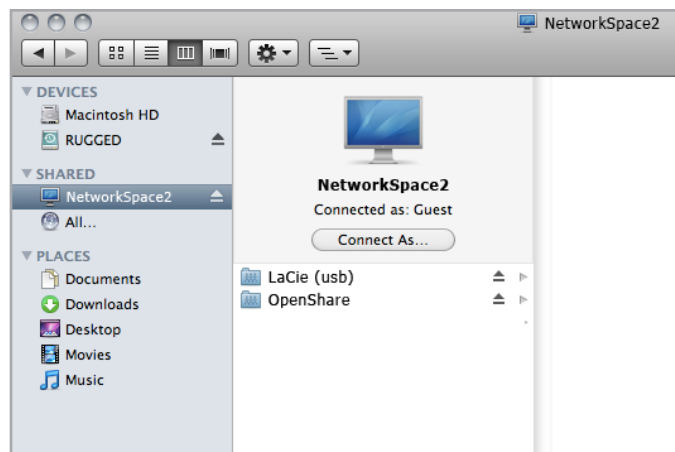 NetworkSpace2
DEVICES
Macintosh HD
RUGGED
SHARED
NetworkSpace2
All...
PLACES
Documents
Downloads
Desktop
Movies
Music
NetworkSpace2
Connected as: Guest
Connect As...
LaCie (usb)
OpenShare